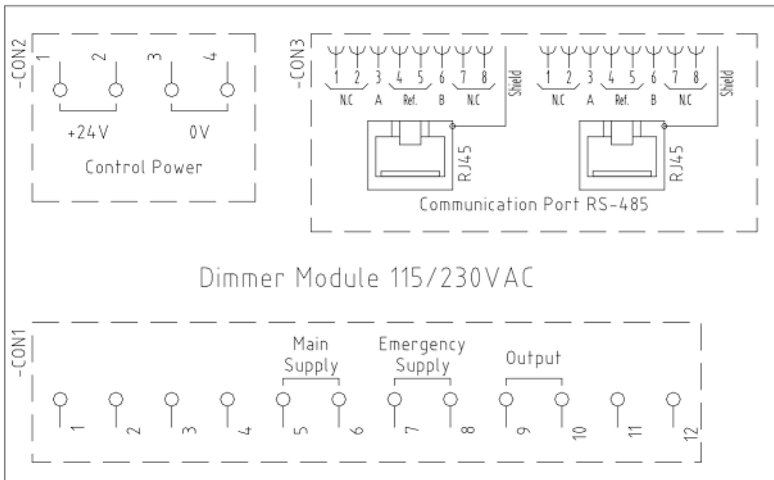 -CON2
1 2 3 4
+24V 0V
Control Power
-CON3
1 2 3 4 5 6 7 8 Shield
N.C A Ref. B N.C
RJ45
1 2 3 4 5 6 7 8 Shield
N.C A Ref. B N.C
RJ45
Communication Port RS-485
Dimmer Module 115/230VAC
-CON1
Main Supply
Emergency Supply
Output
1 2 3 4 5 6 7 8 9 10 11 12